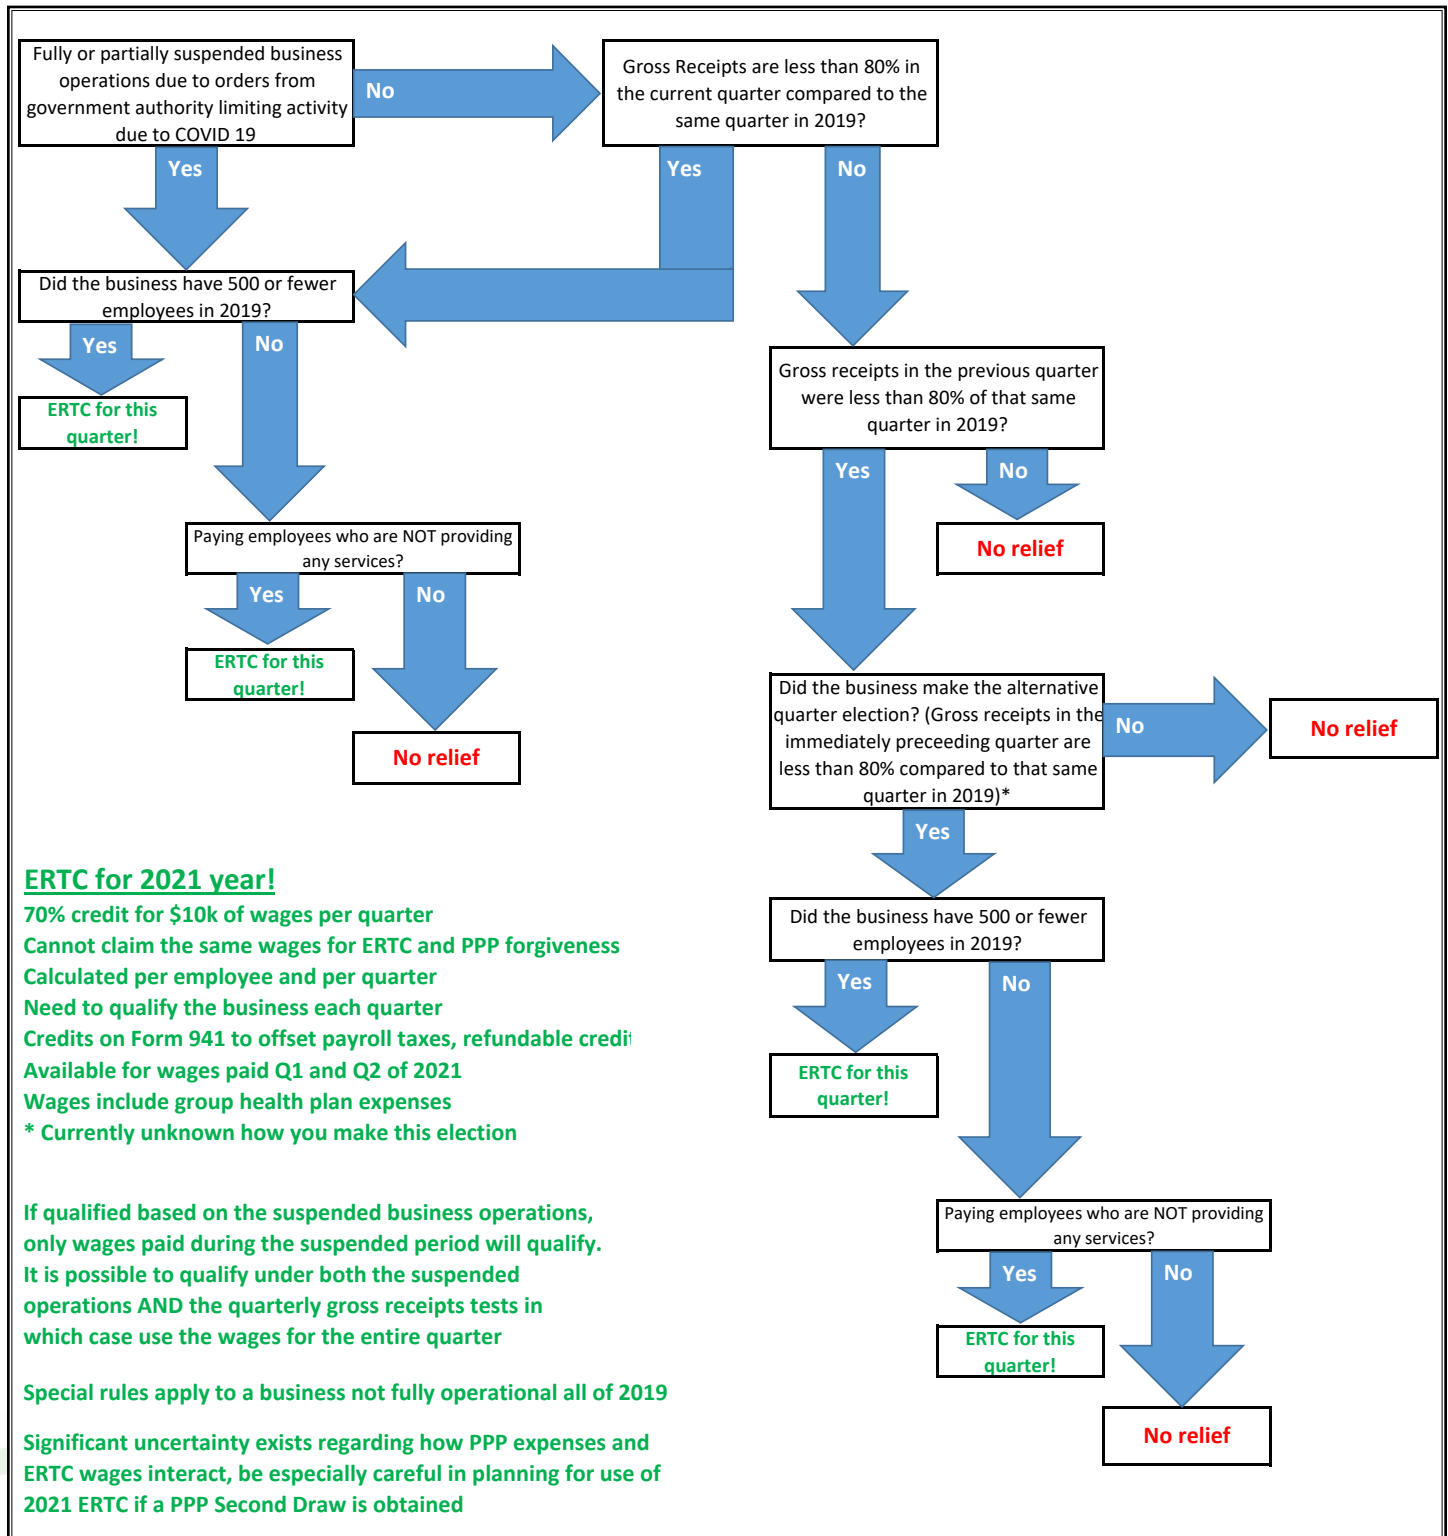 Fully or partially suspended business
operations due to orders from
government authority limiting activity
due to COVID 19
No
Gross Receipts are less than 80% in
the current quarter compared to the
same quarter in 2019?
Yes
Yes
No
Did the business have 500 or fewer
employees in 2019?
Yes
No
ERTC for this
quarter!
Gross receipts in the previous quarter
were less than 80% of that same
quarter in 2019?
Yes
No
No relief
Paying employees who are NOT providing
any services?
Yes
No
ERTC for this
quarter!
No relief
Did the business make the alternative
quarter election? (Gross receipts in the
immediately preceeding quarter are
less than 80% compared to that same
quarter in 2019)*
No
No relief
Yes
Did the business have 500 or fewer
employees in 2019?
Yes
No
ERTC for this
quarter!
Paying employees who are NOT providing
any services?
Yes
No
ERTC for this
quarter!
No relief
ERTC for 2021 year!
70% credit for $10k of wages per quarter
Cannot claim the same wages for ERTC and PPP forgiveness
Calculated per employee and per quarter
Need to qualify the business each quarter
Credits on Form 941 to offset payroll taxes, refundable credit
Available for wages paid Q1 and Q2 of 2021
Wages include group health plan expenses
* Currently unknown how you make this election
If qualified based on the suspended business operations,
only wages paid during the suspended period will qualify.
It is possible to qualify under both the suspended
operations AND the quarterly gross receipts tests in
which case use the wages for the entire quarter
Special rules apply to a business not fully operational all of 2019
Significant uncertainty exists regarding how PPP expenses and
ERTC wages interact, be especially careful in planning for use of
2021 ERTC if a PPP Second Draw is obtained